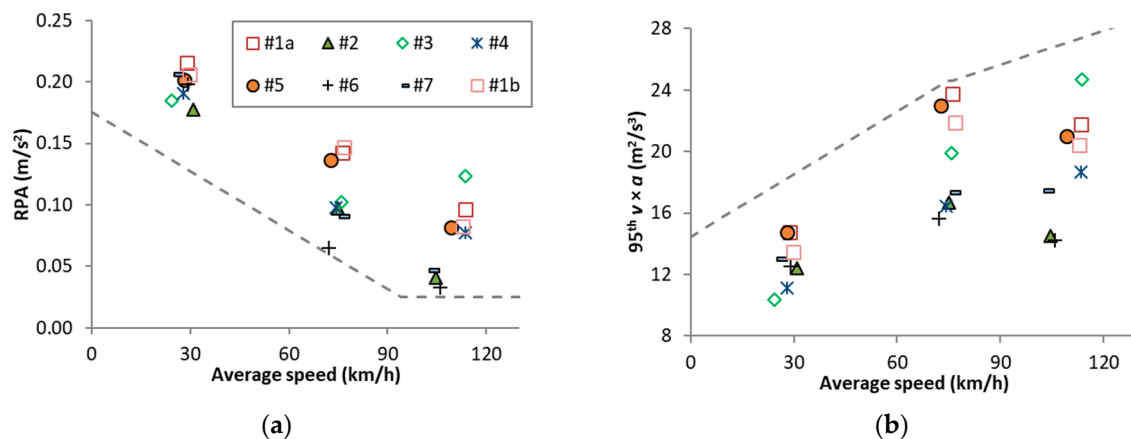 0.25
0.20
0.15
0.10
0.05
0.00
RPA (m/s²)
#1a #2 #3 #4
#5 #6 #7 #1b
0 30 60 90 120
Average speed (km/h)
(a)
28
24
20
16
12
8
95th v × a (m²/s³)
0 30 60 90 120
Average speed (km/h)
(b)